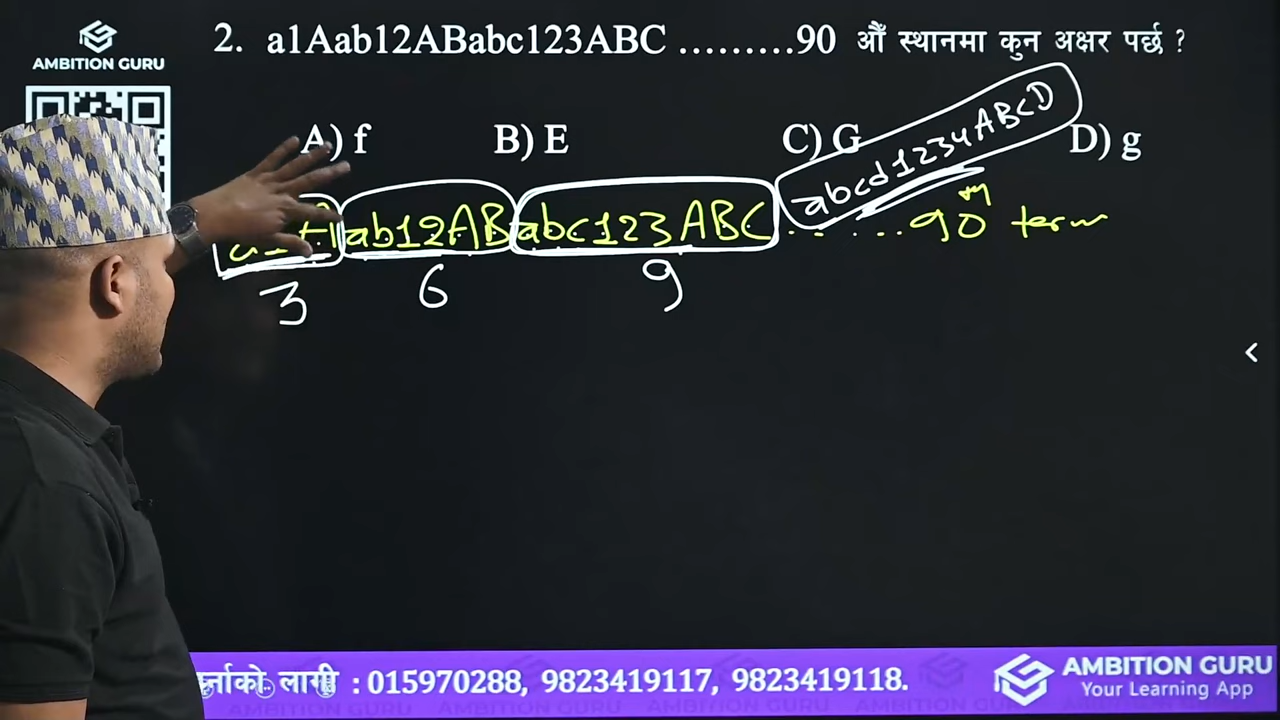 AMBITION GURU
2. a1Aab12ABabc123ABC .........90 औं स्थानमा कुन अक्षर पर्छ ?
A) f B) E C) G D) g
abcd1234ABCD
ab12AB abc123ABC ......90 term
3 6 9
र्नाको लागी : 015970288, 9823419117, 9823419118.
AMBITION GURU
Your Learning App